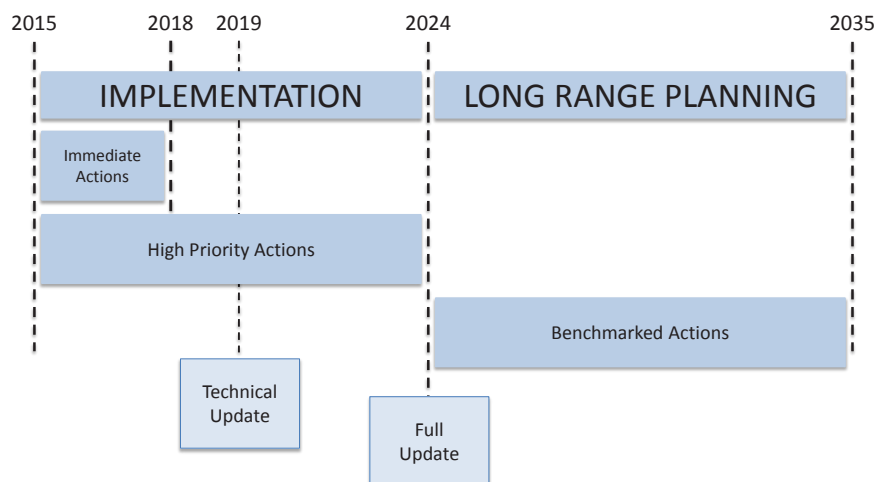 2015 2018 2019 2024 2035
IMPLEMENTATION LONG RANGE PLANNING
Immediate
Actions
High Priority Actions
Benchmarked Actions
Technical
Update
Full
Update